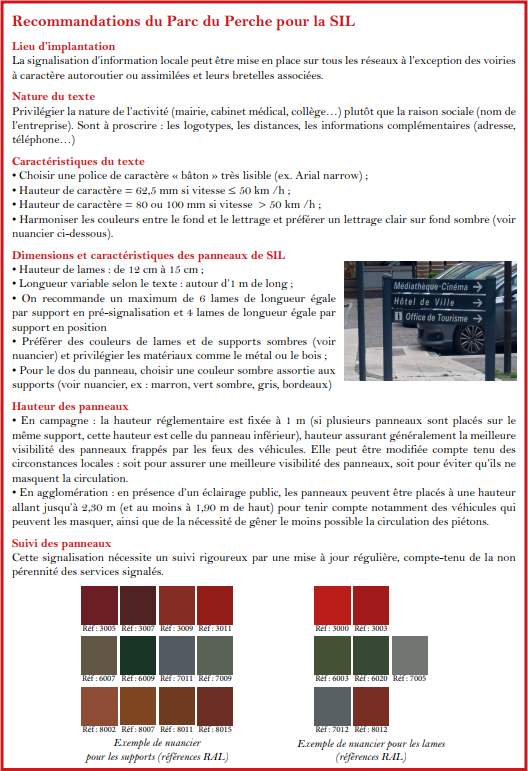 Recommandations du Parc du Perche pour la SIL
Lieu d'implantation
La signalisation d'information locale peut être mise en place sur tous les réseaux à l'exception des voiries
à caractère autoroutier ou assimilées et leurs bretelles associées.
Nature du texte
Privilégier la nature de l'activité (mairie, cabinet médical, collège…) plutôt que la raison sociale (nom de
l'entreprise). Sont à proscrire : les logotypes, les distances, les informations complémentaires (adresse,
téléphone…)
Caractéristiques du texte
• Choisir une police de caractère « bâton » très lisible (ex. Arial narrow) ;
• Hauteur de caractère = 62,5 mm si vitesse ≤ 50 km /h ;
• Hauteur de caractère = 80 ou 100 mm si vitesse > 50 km /h ;
• Harmoniser les couleurs entre le fond et le lettrage et préférer un lettrage clair sur fond sombre (voir
nuancier ci-dessous).
Dimensions et caractéristiques des panneaux de SIL
• Hauteur de lames : de 12 cm à 15 cm ;
• Longueur variable selon le texte : autour d'1 m de long ;
• On recommande un maximum de 6 lames de longueur égale
par support en pré-signalisation et 4 lames de longueur égale par
support en position
• Préférer des couleurs de lames et de supports sombres (voir
nuancier) et privilégier les matériaux comme le métal ou le bois ;
• Pour le dos du panneau, choisir une couleur sombre assortie aux
supports (voir nuancier, ex : marron, vert sombre, gris, bordeaux)
Médiathèque-Cinéma
Hôtel de Ville
i Office de Tourisme
Hauteur des panneaux
• En campagne : la hauteur réglementaire est fixée à 1 m (si plusieurs panneaux sont placés sur le
même support, cette hauteur est celle du panneau inférieur), hauteur assurant généralement la meilleure
visibilité des panneaux frappés par les feux des véhicules. Elle peut être modifiée compte tenu des
circonstances locales : soit pour assurer une meilleure visibilité des panneaux, soit pour éviter qu'ils ne
masquent la circulation.
• En agglomération : en présence d'un éclairage public, les panneaux peuvent être placés à une hauteur
allant jusqu'à 2,30 m (et au moins à 1,90 m de haut) pour tenir compte notamment des véhicules qui
peuvent les masquer, ainsi que de la nécessité de gêner le moins possible la circulation des piétons.
Suivi des panneaux
Cette signalisation nécessite un suivi rigoureux par une mise à jour régulière, compte-tenu de la non
pérennité des services signalés.
Réf : 3005 Réf : 3007 Réf : 3009 Réf : 3011
Réf : 6007 Réf : 6009 Réf : 7011 Réf : 7009
Réf : 8002 Réf : 8007 Réf : 8011 Réf : 8015
Exemple de nuancier
pour les supports (références RAL)
Réf : 3000 Réf : 3003
Réf : 6003 Réf : 6020 Réf : 7005
Réf : 7012 Réf : 8012
Exemple de nuancier pour les lames
(références RAL)